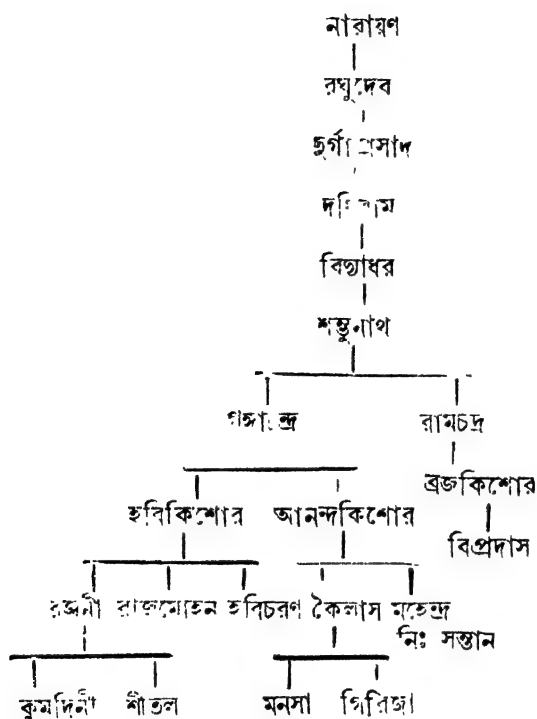 নারায়ণ
রঘুদেব
দুর্গাপ্রসাদ
বিদ্যাধর
শম্ভুনাথ
রামচন্দ্র
ব্রজকিশোর
হরিকিশোর আনন্দকিশোর
বিপ্রদাস
রজনী রাজমোহন হরিচরণ কৈলাস মহেন্দ্র
নিঃ সন্তান
কুমদিনী শীতল মনসা গিরিজা